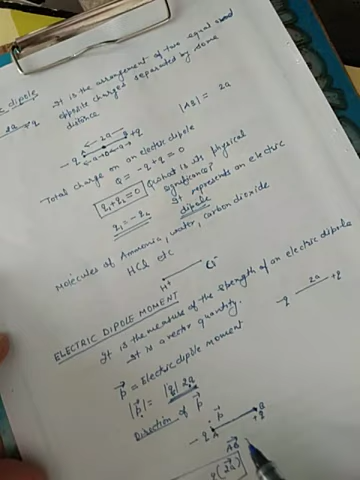 ic dipole
2a q
It is the arrangement of two equal and
opposite charges separated by some
distance
|AB| = 2a
← 2a →
-q +q
←a→ ←a→
Total charge on an electric dipole
Q = -q+q = 0
q₁+q₂=0 (what is its physical
significance?
q₁ = -q₂ It represents an electric
dipole
Molecules of Ammonia, water, carbondioxide
HCl etc
H⁺ Cl⁻
ELECTRIC DIPOLE MOMENT
It is the measure of the strength of an electric dipole
It is a vector quantity.
-q 2a +q
p⃗ = Electric dipole moment
|p⃗| = |q| 2a
Direction of p⃗
p⃗ B
-q A +q
AB⃗
(2a⃗)